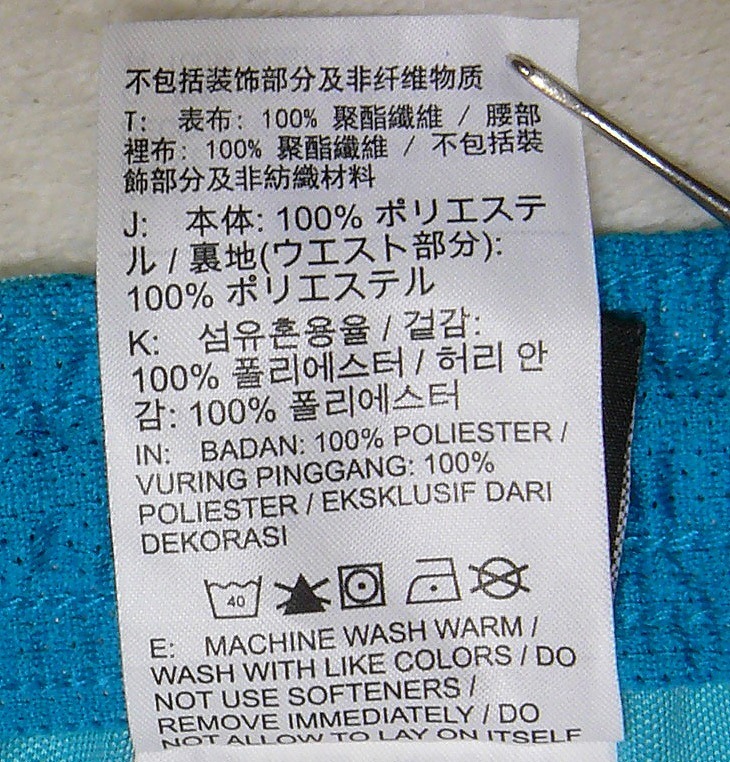 不包括装饰部分及非纤维物质
T: 表布: 100% 聚酯纖維 / 腰部
裡布: 100% 聚酯纖維 / 不包括裝
飾部分及非紡織材料
J: 本体: 100% ポリエステ
ル / 裏地(ウエスト部分):
100% ポリエステル
K: 섬유혼용율 / 겉감:
100% 폴리에스터 / 허리 안
감: 100% 폴리에스터
IN: BADAN: 100% POLIESTER /
VURING PINGGANG: 100%
POLIESTER / EKSKLUSIF DARI
DEKORASI
40
E: MACHINE WASH WARM /
WASH WITH LIKE COLORS / DO
NOT USE SOFTENERS /
REMOVE IMMEDIATELY / DO
NOT ALLOW TO LAY ON ITSELF